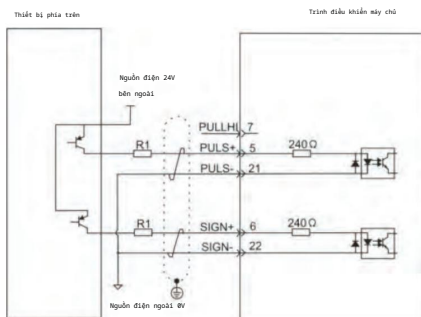 Thiết bị phía trên
Trình điều khiển máy chủ
Nguồn điện 24V
bên ngoài
PULLHI 7
R1 PULS+ 5 240Ω
PULS- 21
R1 SIGN+ 6 240Ω
SIGN- 22
Nguồn điện ngoài 0V